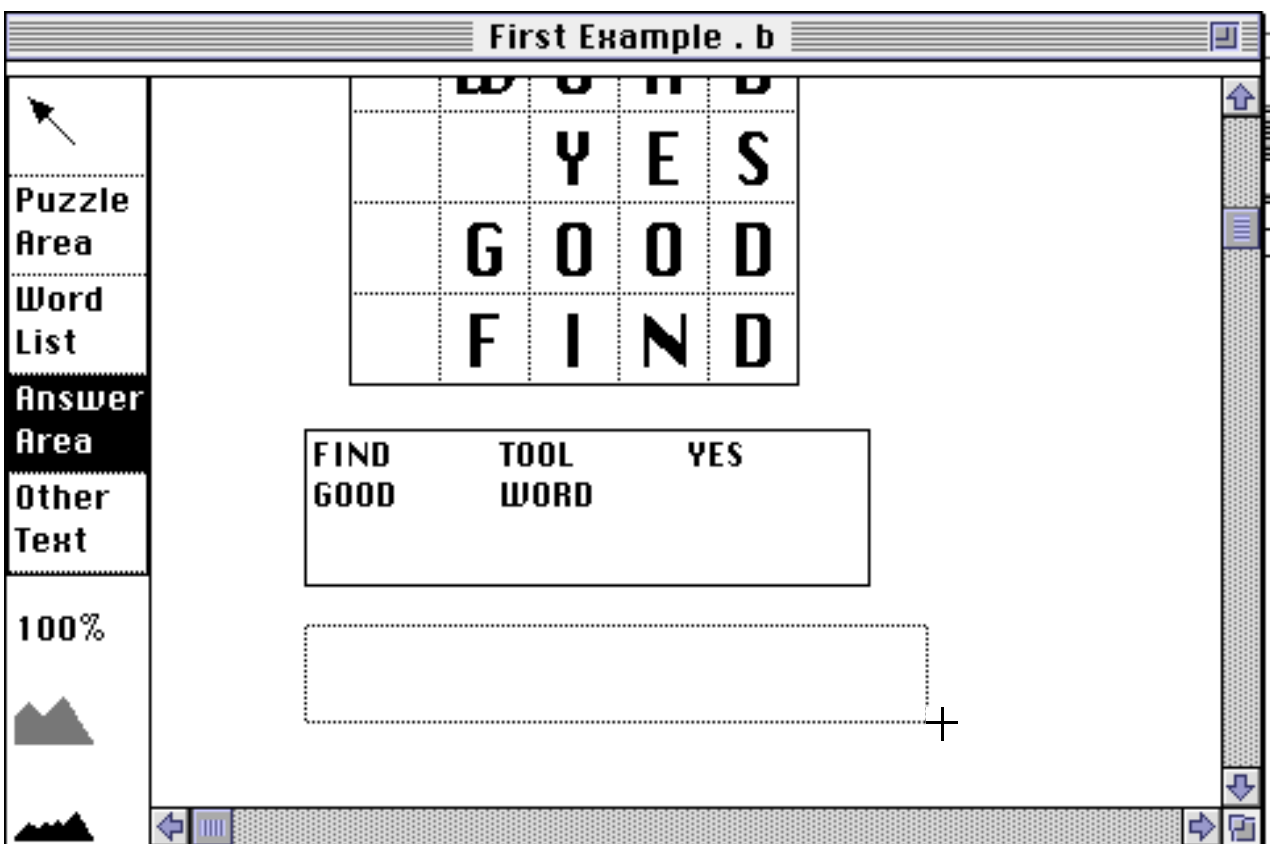 First Example . b
Puzzle
Area
Word
List
Answer
Area
Other
Text
100%
Y E S
G O O D
F I N D
FIND TOOL YES
GOOD WORD